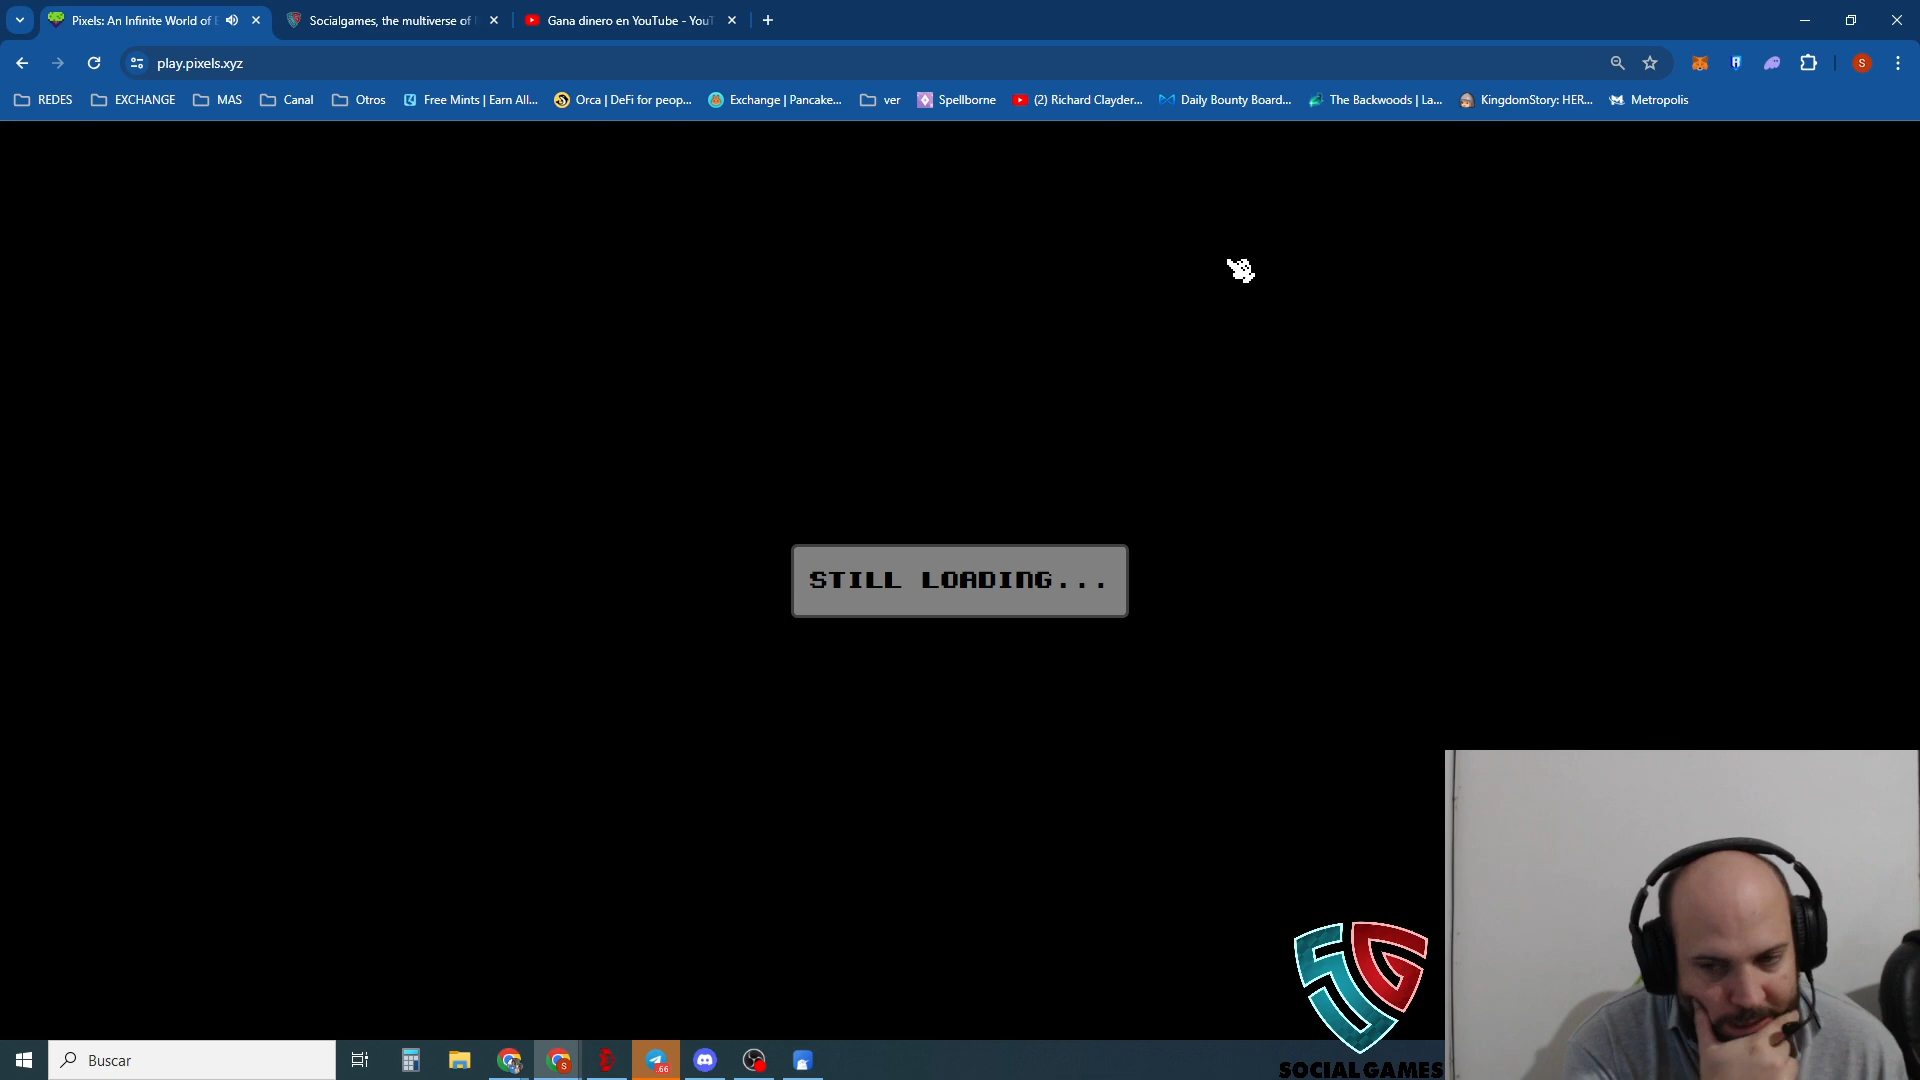 Pixels: An Infinite World of
Socialgames, the multiverse of
Gana dinero en YouTube - YouT
play.pixels.xyz
REDES
EXCHANGE
MAS
Canal
Otros
Free Mints | Earn All...
Orca | DeFi for peop...
Exchange | Pancake...
ver
Spellborne
(2) Richard Clayder...
Daily Bounty Board...
The Backwoods | La...
KingdomStory: HER...
Metropolis
S
STILL LOADING...
SOCIALGAMES
Buscar
S
66